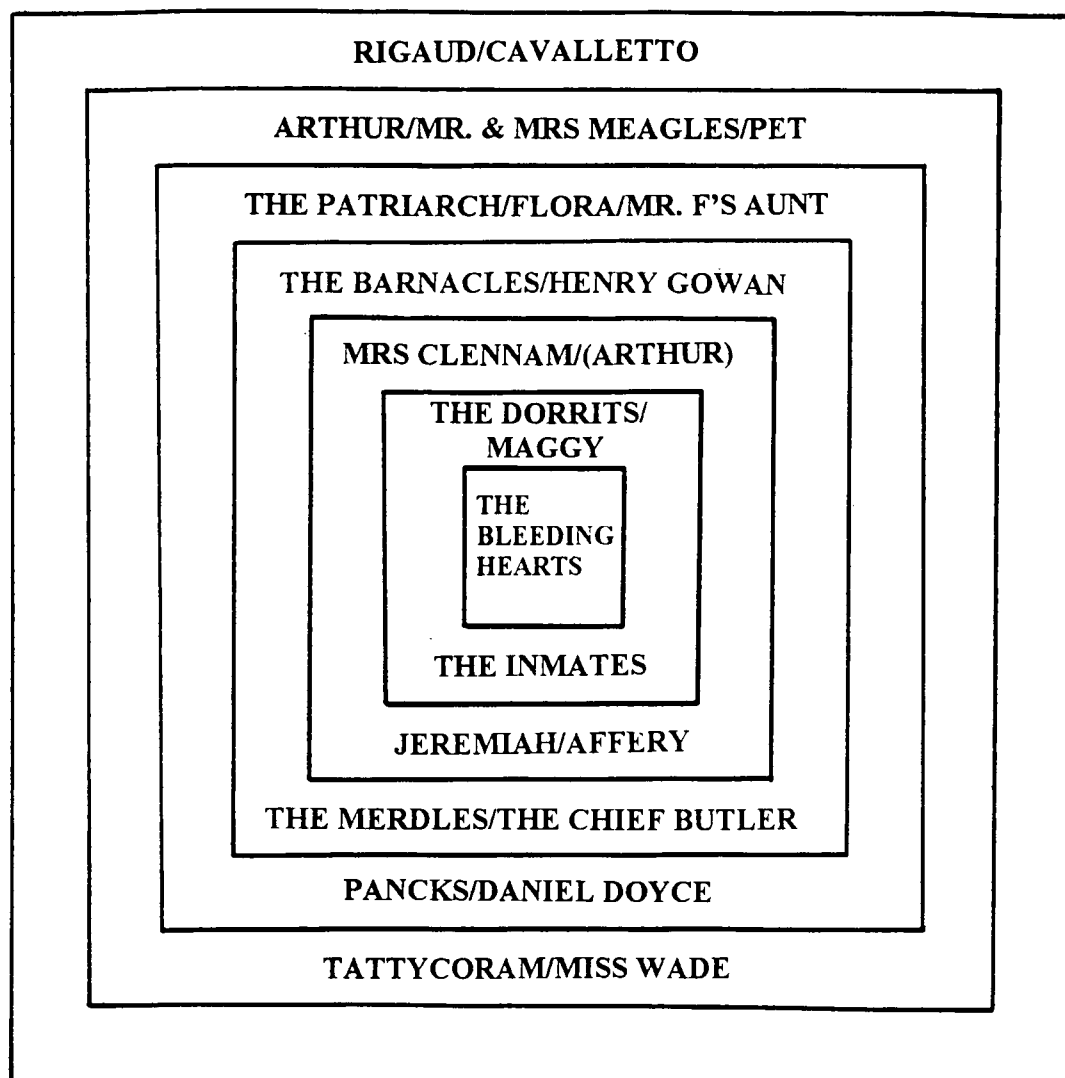 RIGAUD/CAVALLETTO
ARTHUR/MR. & MRS MEAGLES/PET
THE PATRIARCH/FLORA/MR. F'S AUNT
THE BARNACLES/HENRY GOWAN
MRS CLENNAM/(ARTHUR)
THE DORRITS/
MAGGY
THE
BLEEDING
HEARTS
THE INMATES
JEREMIAH/AFFERY
THE MERDLES/THE CHIEF BUTLER
PANCKS/DANIEL DOYCE
TATTYCORAM/MISS WADE